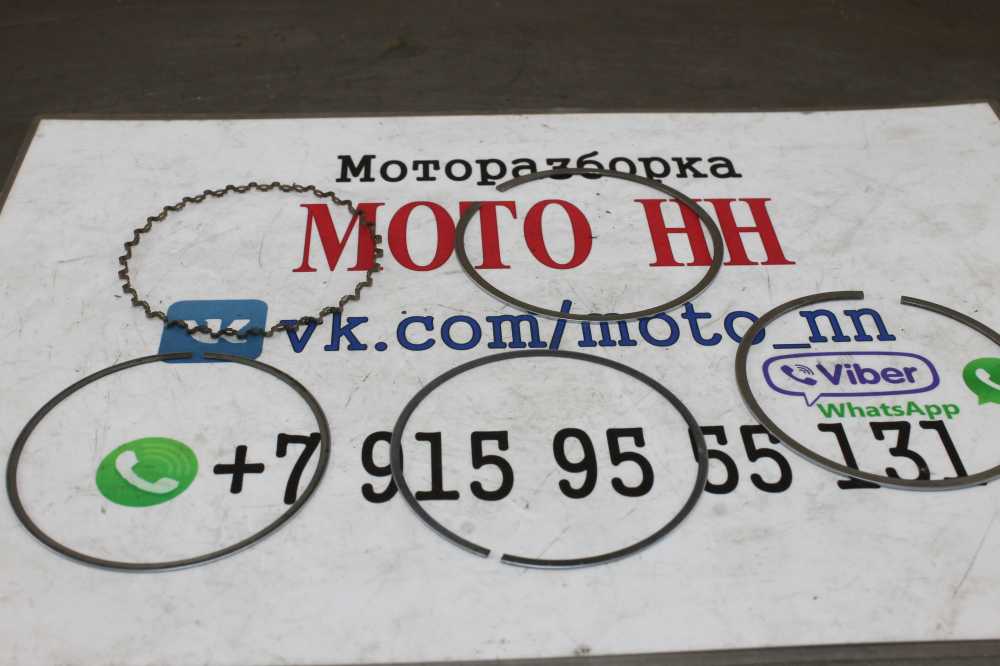 Моторазборка
МОТО НН
vk.com/moto_nn
Viber
WhatsApp
+7 915 95 55 131